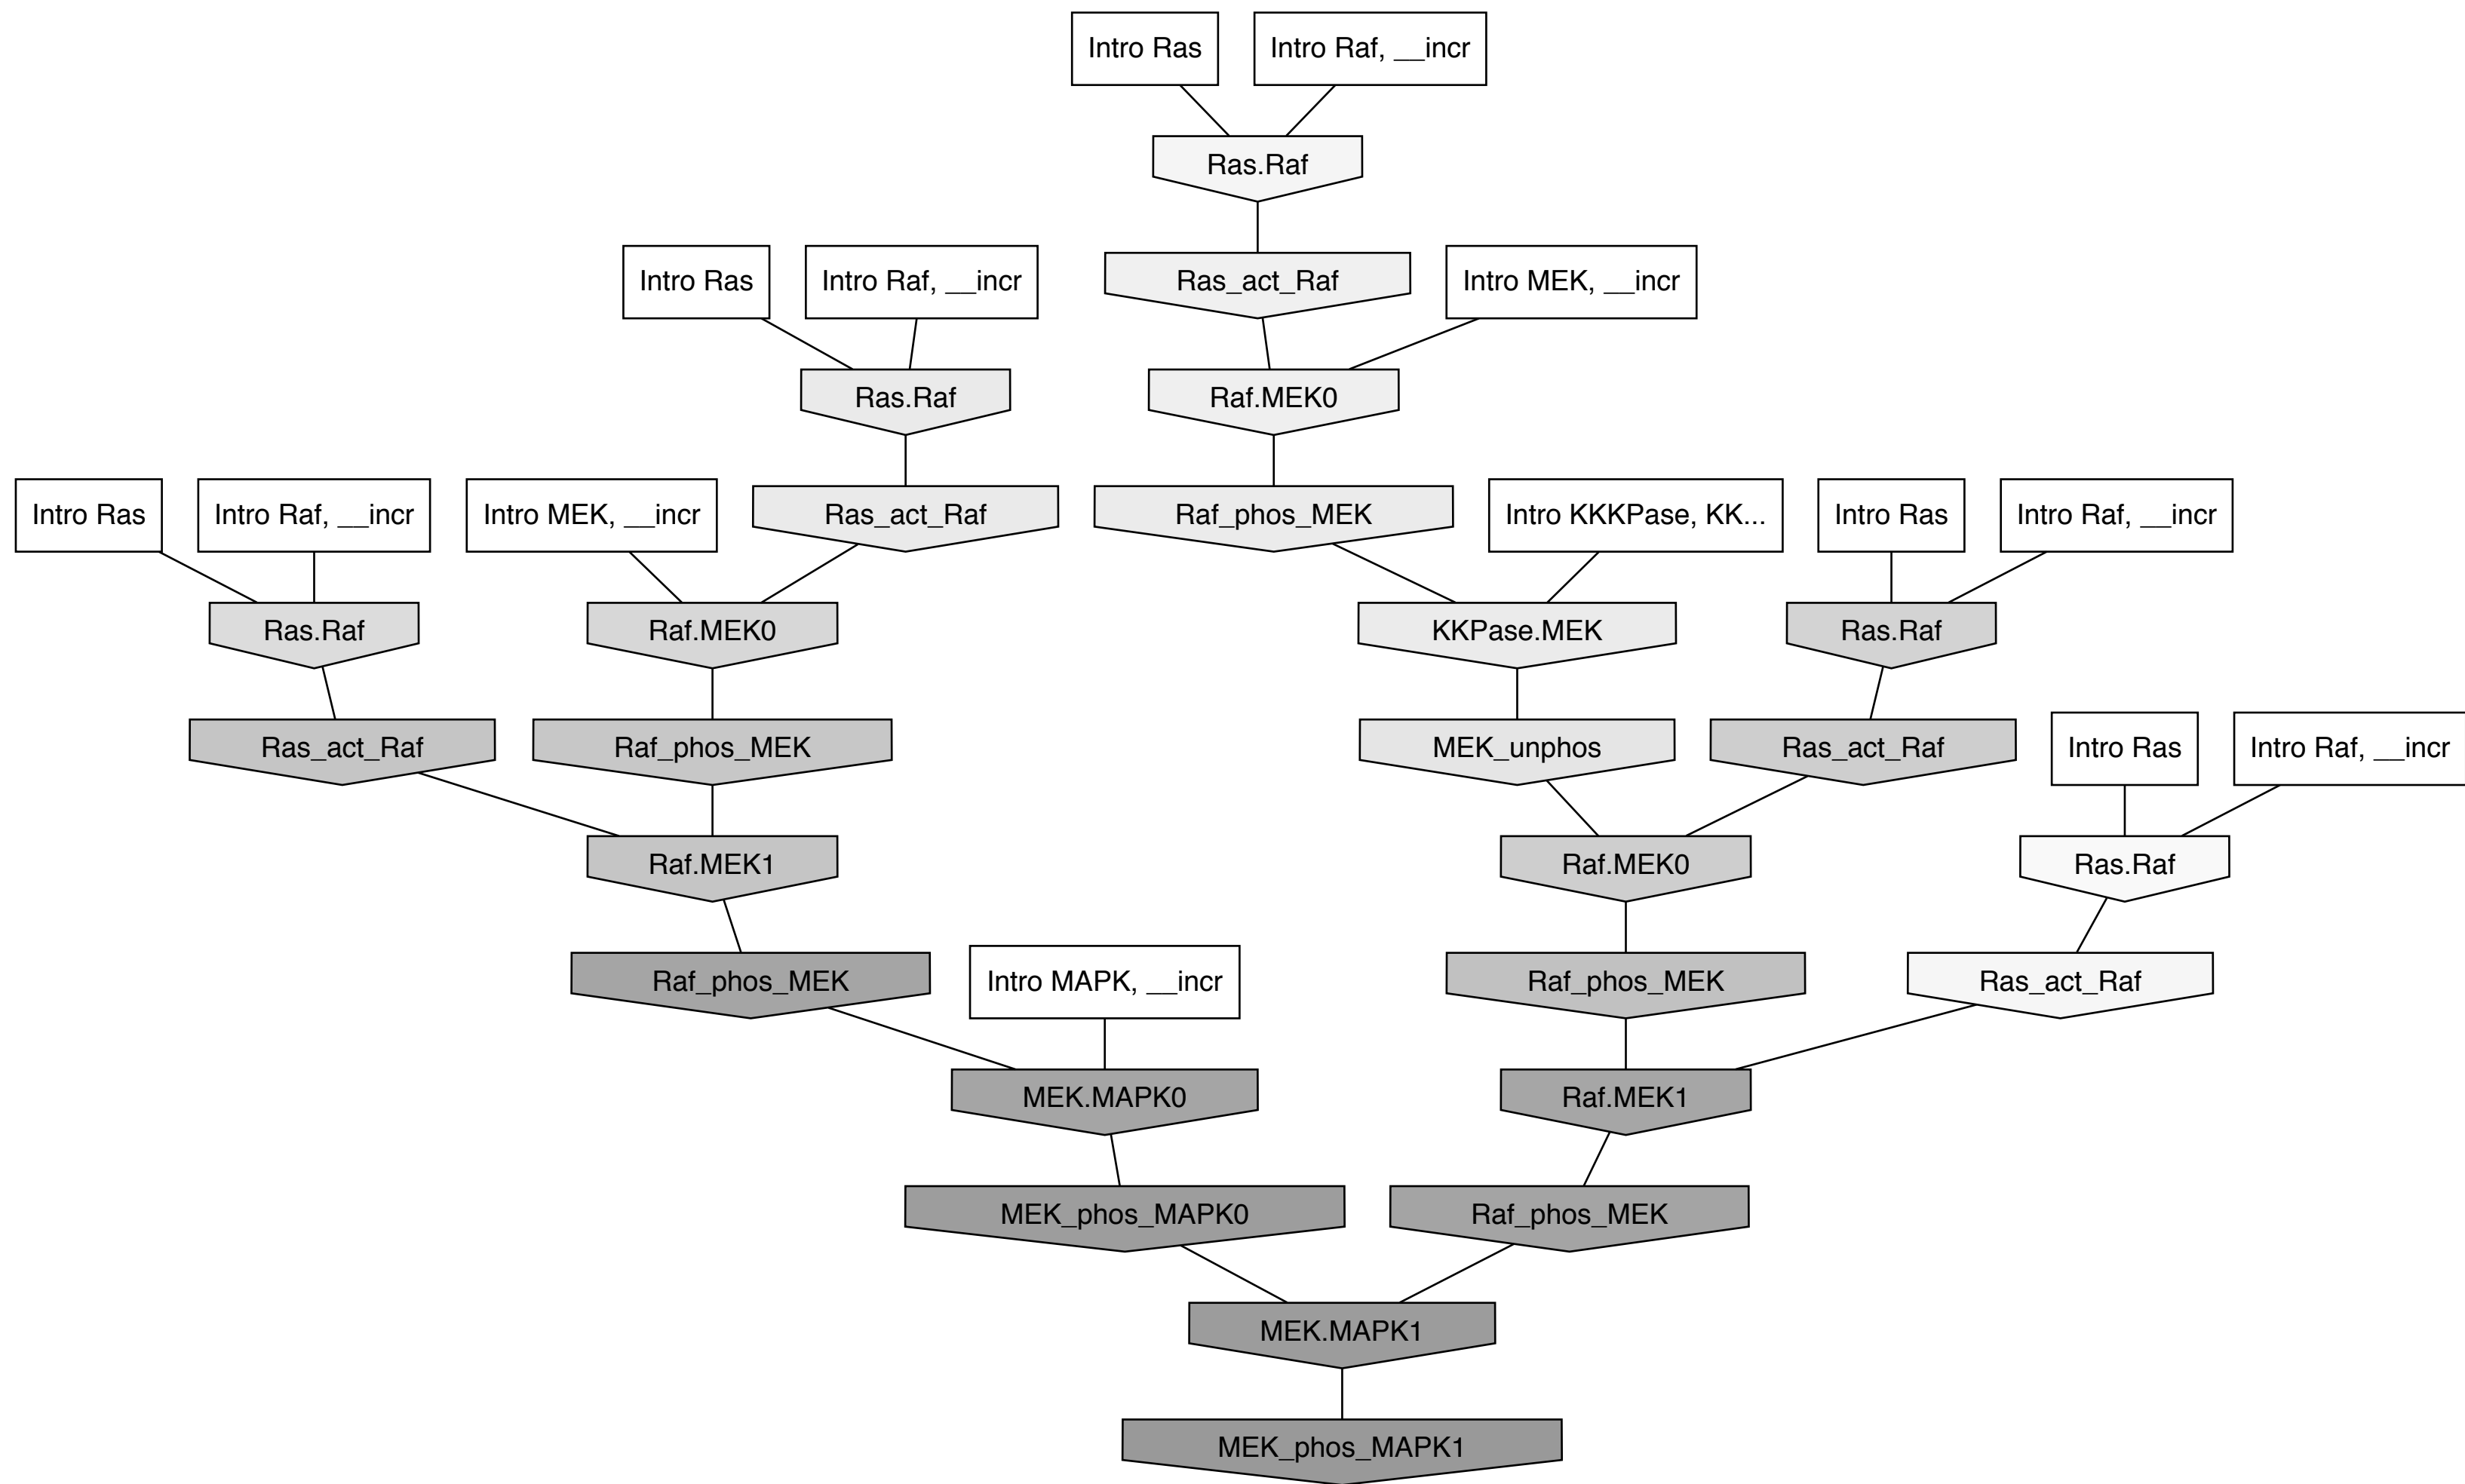 Intro Ras
Intro Raf, __incr
Ras.Raf
Intro Ras
Intro Raf, __incr
Ras_act_Raf
Intro MEK, __incr
Ras.Raf
Raf.MEK0
Intro Ras
Intro Raf, __incr
Intro MEK, __incr
Ras_act_Raf
Raf_phos_MEK
Intro KKKPase, KK...
Intro Ras
Intro Raf, __incr
Ras.Raf
Raf.MEK0
KKPase.MEK
Ras.Raf
Ras_act_Raf
Raf_phos_MEK
MEK_unphos
Ras_act_Raf
Intro Ras
Intro Raf, __incr
Raf.MEK1
Raf.MEK0
Ras.Raf
Raf_phos_MEK
Intro MAPK, __incr
Raf_phos_MEK
Ras_act_Raf
MEK.MAPK0
Raf.MEK1
MEK_phos_MAPK0
Raf_phos_MEK
MEK.MAPK1
MEK_phos_MAPK1